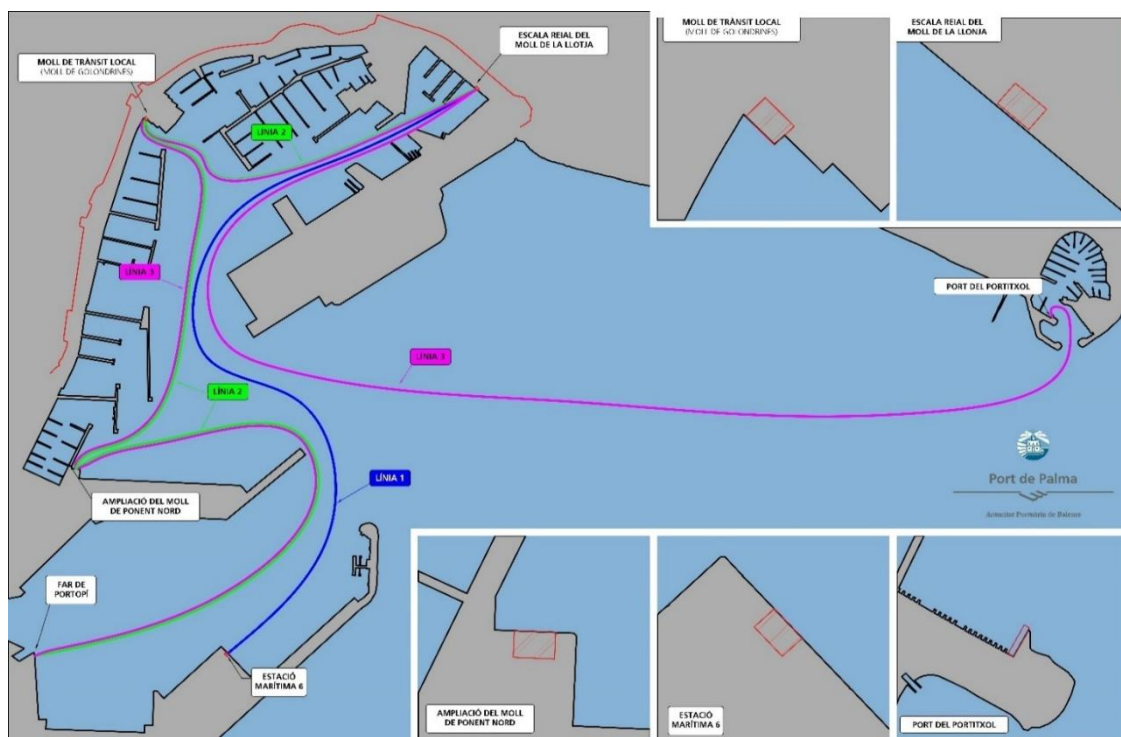 MOLL DE TRÀNSIT LOCAL
(MOLL DE GOLONDRINES)
ESCALA REIAL DEL
MOLL DE LA LLOTJA
MOLL DE TRÀNSIT LOCAL
(MOLL DE GOLONDRINES)
ESCALA REIAL DEL
MOLL DE LA LLONJA
LÍNIA 2
LÍNIA 3
PORT DEL PORTITXOL
LÍNIA 3
LÍNIA 2
LÍNIA 1
Port de Palma
Autoritat Portuària de Balears
AMPLIACIÓ DEL MOLL
DE PONENT NORD
FAR DE
PORTOPÍ
ESTACIÓ
MARÍTIMA 6
AMPLIACIÓ DEL MOLL
DE PONENT NORD
ESTACIÓ
MARÍTIMA 6
PORT DEL PORTITXOL